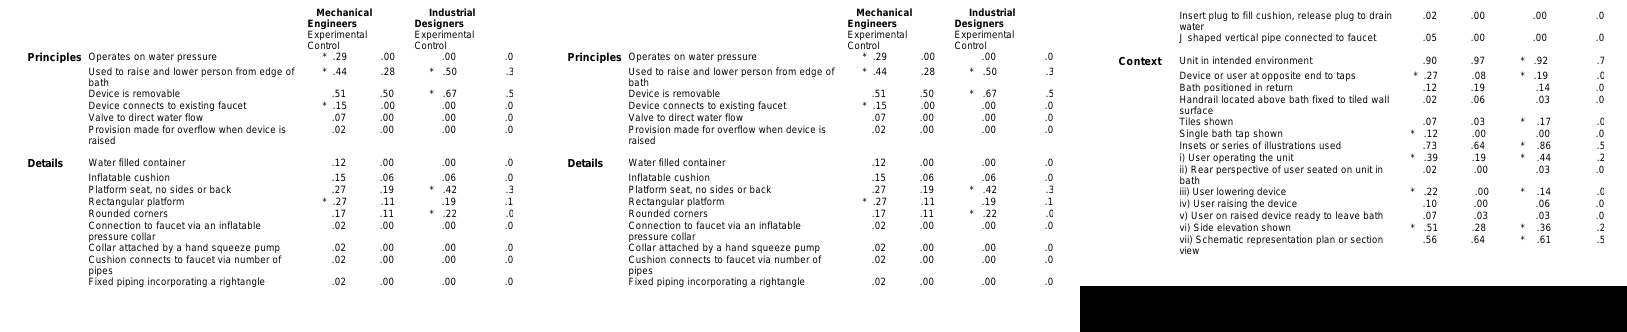 Mechanical Industrial
Engineers Designers
Experimental Experimental
Control Control
Principles Operates on water pressure * .29 .00 .00 .0
Used to raise and lower person from edge of * .44 .28 * .50 .3
bath
Device is removable .51 .50 * .67 .5
Device connects to existing faucet * .15 .00 .00 .0
Valve to direct water flow .07 .00 .00 .0
Provision made for overflow when device is .02 .00 .00 .0
raised
Details Water filled container .12 .00 .00 .0
Inflatable cushion .15 .06 .06 .0
Platform seat, no sides or back .27 .19 * .42 .3
Rectangular platform * .27 .11 .19 .1
Rounded corners .17 .11 * .22 .0
Connection to faucet via an inflatable .02 .00 .00 .0
pressure collar
Collar attached by a hand squeeze pump .02 .00 .00 .0
Cushion connects to faucet via number of .02 .00 .00 .0
pipes
Fixed piping incorporating a rightangle .02 .00 .00 .0
Mechanical Industrial
Engineers Designers
Experimental Experimental
Control Control
Principles Operates on water pressure * .29 .00 .00 .0
Used to raise and lower person from edge of * .44 .28 * .50 .3
bath
Device is removable .51 .50 * .67 .5
Device connects to existing faucet * .15 .00 .00 .0
Valve to direct water flow .07 .00 .00 .0
Provision made for overflow when device is .02 .00 .00 .0
raised
Details Water filled container .12 .00 .00 .0
Inflatable cushion .15 .06 .06 .0
Platform seat, no sides or back .27 .19 * .42 .3
Rectangular platform * .27 .11 .19 .1
Rounded corners .17 .11 * .22 .0
Connection to faucet via an inflatable .02 .00 .00 .0
pressure collar
Collar attached by a hand squeeze pump .02 .00 .00 .0
Cushion connects to faucet via number of .02 .00 .00 .0
pipes
Fixed piping incorporating a rightangle .02 .00 .00 .0
Insert plug to fill cushion, release plug to drain .02 .00 .00 .0
water
J shaped vertical pipe connected to faucet .05 .00 .00 .0
Context Unit in intended environment .90 .97 * .92 .7
Device or user at opposite end to taps * .27 .08 * .19 .0
Bath positioned in return .12 .19 .14 .0
Handrail located above bath fixed to tiled wall .02 .06 .03 .0
surface
Tiles shown .07 .03 * .17 .0
Single bath tap shown * .12 .00 .00 .0
Insets or series of illustrations used .73 .64 * .86 .5
i) User operating the unit * .39 .19 * .44 .2
ii) Rear perspective of user seated on unit in .02 .00 .03 .0
bath
iii) User lowering device * .22 .00 * .14 .0
iv) User raising the device .10 .00 .06 .0
v) User on raised device ready to leave bath .07 .03 .03 .0
vi) Side elevation shown * .51 .28 * .36 .2
vii) Schematic representation plan or section .56 .64 * .61 .5
view